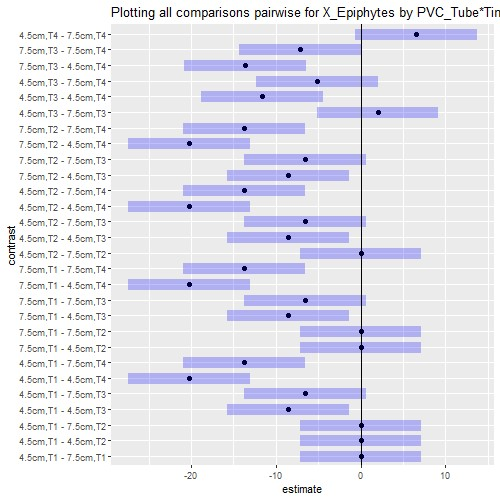 Plotting all comparisons pairwise for X_Epiphytes by PVC_Tube*Tin
4.5cm,T4 - 7.5cm,T4
7.5cm,T3 - 7.5cm,T4
7.5cm,T3 - 4.5cm,T4
4.5cm,T3 - 7.5cm,T4
4.5cm,T3 - 4.5cm,T4
4.5cm,T3 - 7.5cm,T3
7.5cm,T2 - 7.5cm,T4
7.5cm,T2 - 4.5cm,T4
7.5cm,T2 - 7.5cm,T3
7.5cm,T2 - 4.5cm,T3
4.5cm,T2 - 7.5cm,T4
4.5cm,T2 - 4.5cm,T4
4.5cm,T2 - 7.5cm,T3
4.5cm,T2 - 4.5cm,T3
4.5cm,T2 - 7.5cm,T2
7.5cm,T1 - 7.5cm,T4
7.5cm,T1 - 4.5cm,T4
7.5cm,T1 - 7.5cm,T3
7.5cm,T1 - 4.5cm,T3
7.5cm,T1 - 7.5cm,T2
7.5cm,T1 - 4.5cm,T2
4.5cm,T1 - 7.5cm,T4
4.5cm,T1 - 4.5cm,T4
4.5cm,T1 - 7.5cm,T3
4.5cm,T1 - 4.5cm,T3
4.5cm,T1 - 7.5cm,T2
4.5cm,T1 - 4.5cm,T2
4.5cm,T1 - 7.5cm,T1
contrast
-20 -10 0 10
estimate